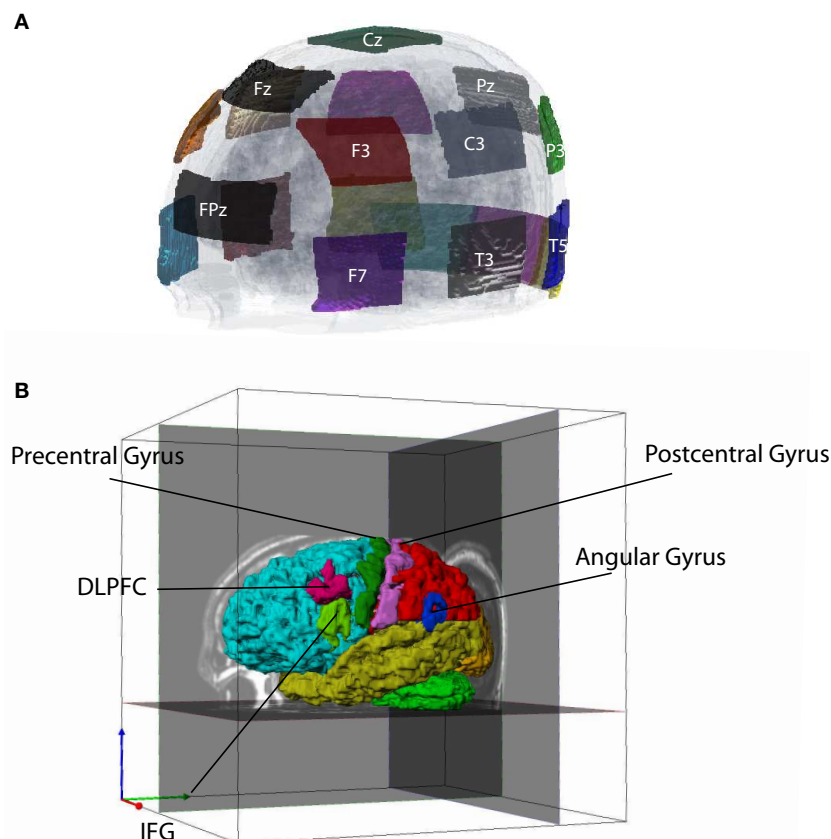 A
Cz
Fz
Pz
F3
C3
P3
FPz
F7
T3
T5
B
Precentral Gyrus
Postcentral Gyrus
Angular Gyrus
DLPFC
IFG